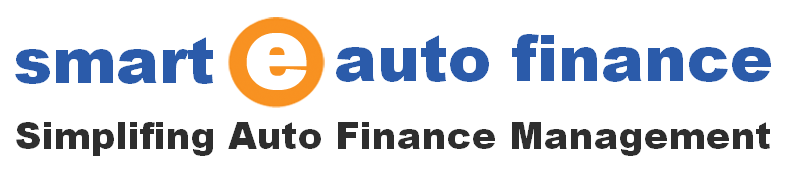 smart e auto finance
Simplifing Auto Finance Management